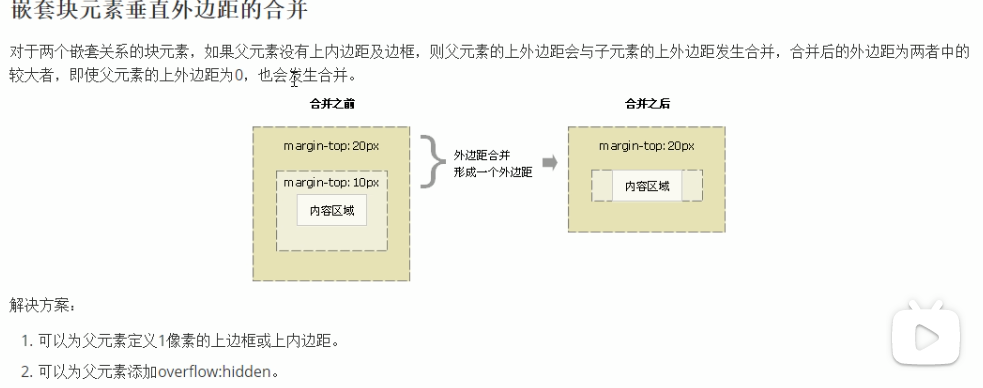 嵌套块元素垂直外边距的合并
对于两个嵌套关系的块元素，如果父元素没有上内边距及边框，则父元素的上外边距会与子元素的上外边距发生合并，合并后的外边距为两者中的
较大者，即使父元素的上外边距为0，也会发生合并。
合并之前
合并之后
margin-top:20px
margin-top:10px
内容区域
外边距合并
形成一个外边距
margin-top:20px
内容区域
解决方案：
1. 可以为父元素定义1像素的上边框或上内边距。
2. 可以为父元素添加overflow:hidden。